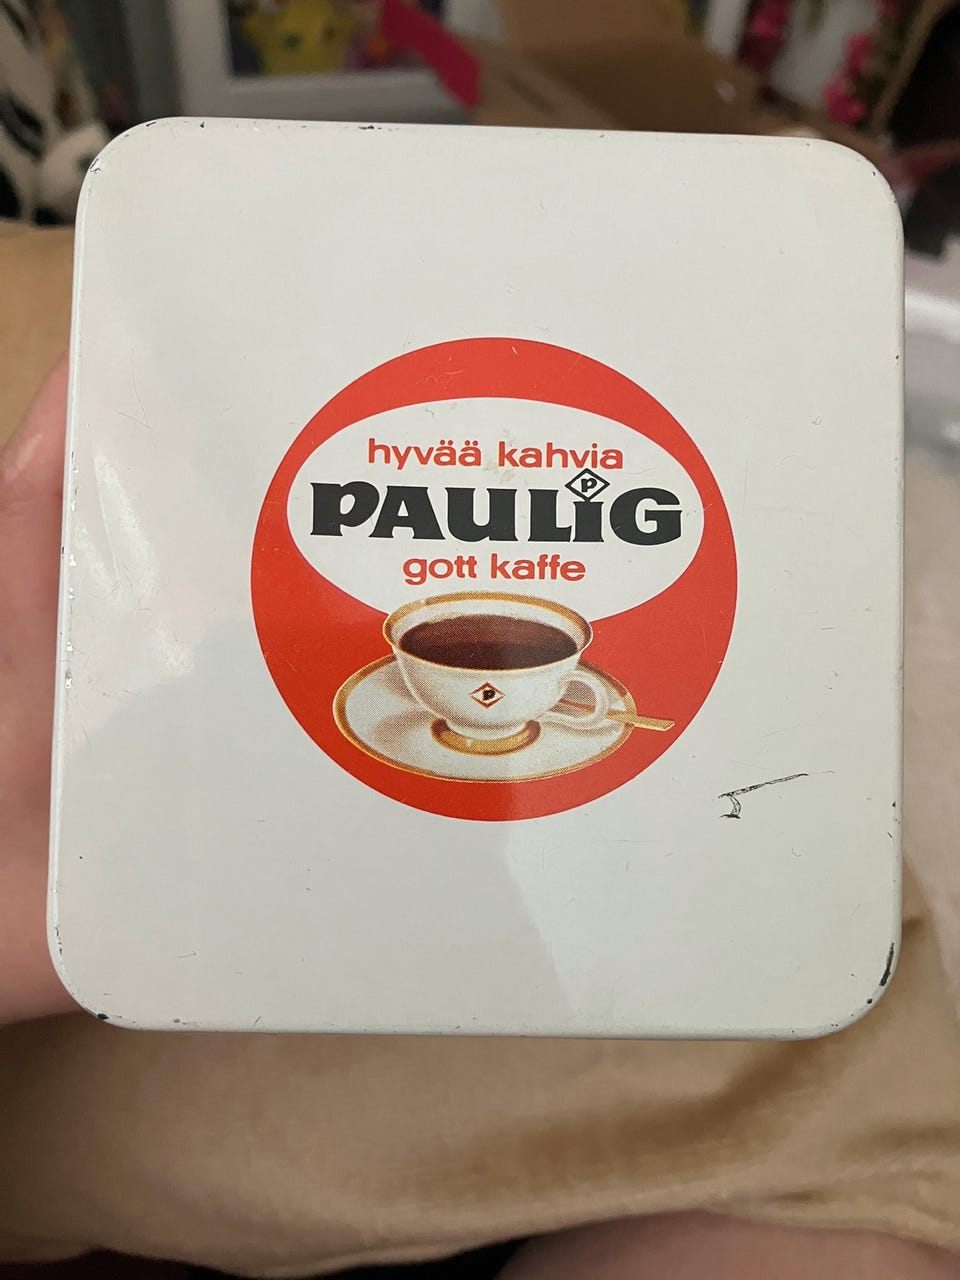 hyvää kahvia
P
PAULiG
gott kaffe
P